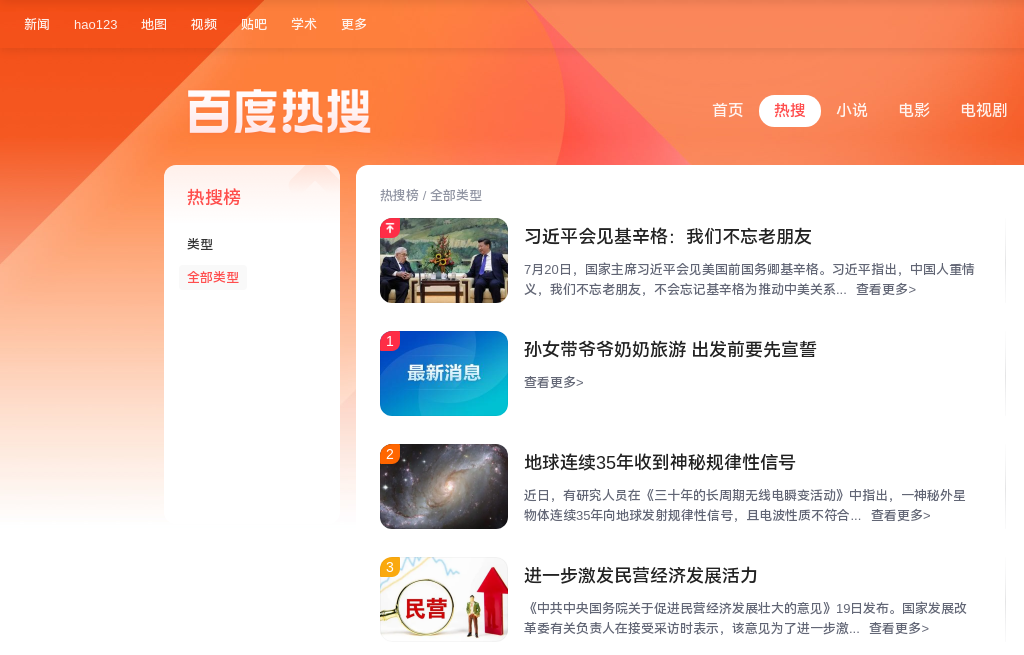 新闻 hao123 地图 视频 贴吧 学术 更多
百度热搜
首页 热搜 小说 电影 电视剧
热搜榜
类型
全部类型
热搜榜 / 全部类型
习近平会见基辛格：我们不忘老朋友
7月20日，国家主席习近平会见美国前国务卿基辛格。习近平指出，中国人重情
义，我们不忘老朋友，不会忘记基辛格为推动中美关系... 查看更多>
1
最新消息
孙女带爷爷奶奶旅游 出发前要先宣誓
查看更多>
2
地球连续35年收到神秘规律性信号
近日，有研究人员在《三十年的长周期无线电瞬变活动》中指出，一神秘外星
物体连续35年向地球发射规律性信号，且电波性质不符合... 查看更多>
3
民营
进一步激发民营经济发展活力
《中共中央国务院关于促进民营经济发展壮大的意见》19日发布。国家发展改
革委有关负责人在接受采访时表示，该意见为了进一步激... 查看更多>